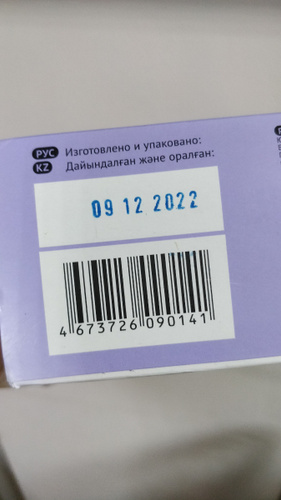 РУС Изготовлено и упаковано:
KZ Дайындалған және оралған:
09 12 2022
4 673726 090141